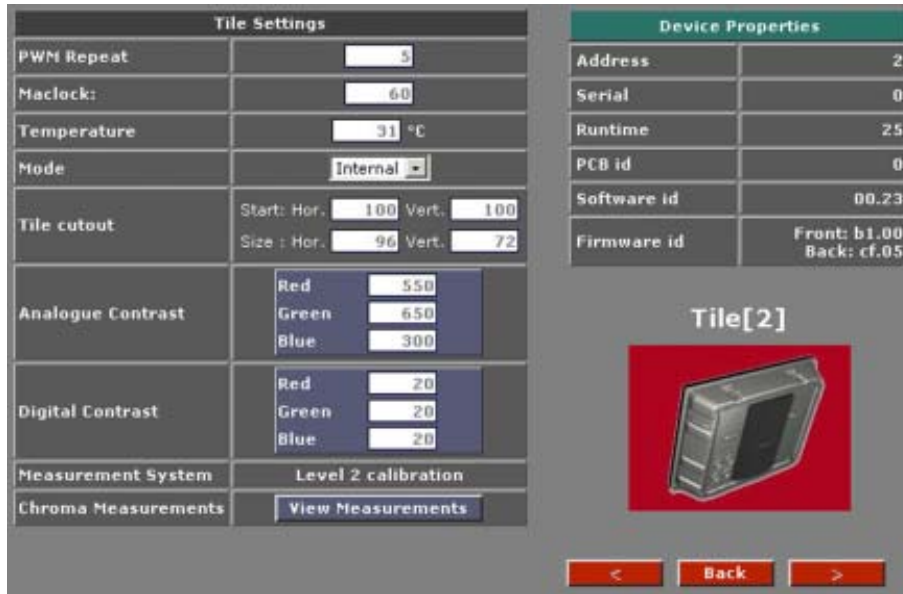 Tile Settings
PWM Repeat 5
Maclock: 60
Temperature 31 °C
Mode Internal
Tile cutout
Start: Hor. 100 Vert. 100
Size : Hor. 96 Vert. 72
Analogue Contrast
Red 550
Green 650
Blue 300
Digital Contrast
Red 20
Green 20
Blue 20
Measurement System Level 2 calibration
Chroma Measurements View Measurements
Device Properties
Address 2
Serial 0
Runtime 25
PCB id 0
Software id 00.23
Firmware id Front: b1.00
Back: cf.05
Tile[2]
< Back >